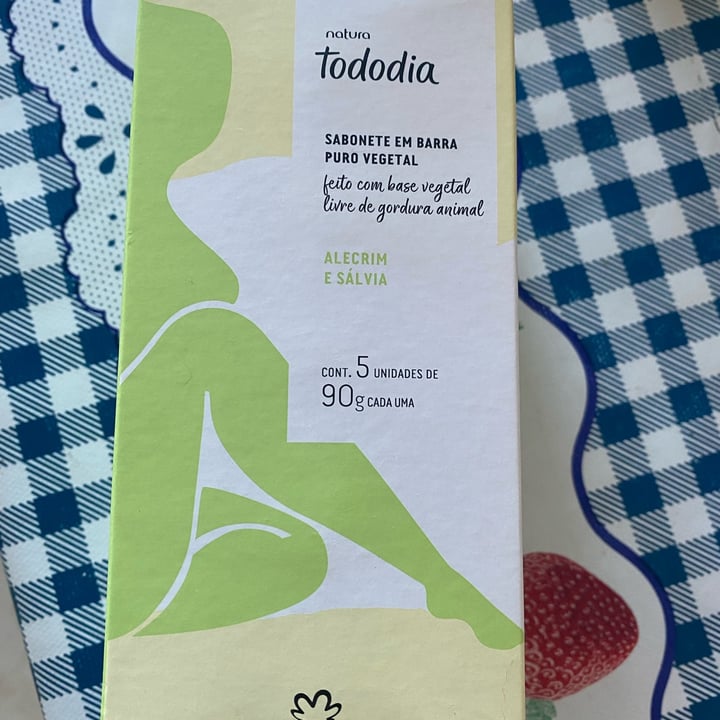 natura
tododia
SABONETE EM BARRA
PURO VEGETAL
feito com base vegetal
livre de gordura animal
ALECRIM
E SÁLVIA
CONT. 5 UNIDADES DE
90g CADA UMA